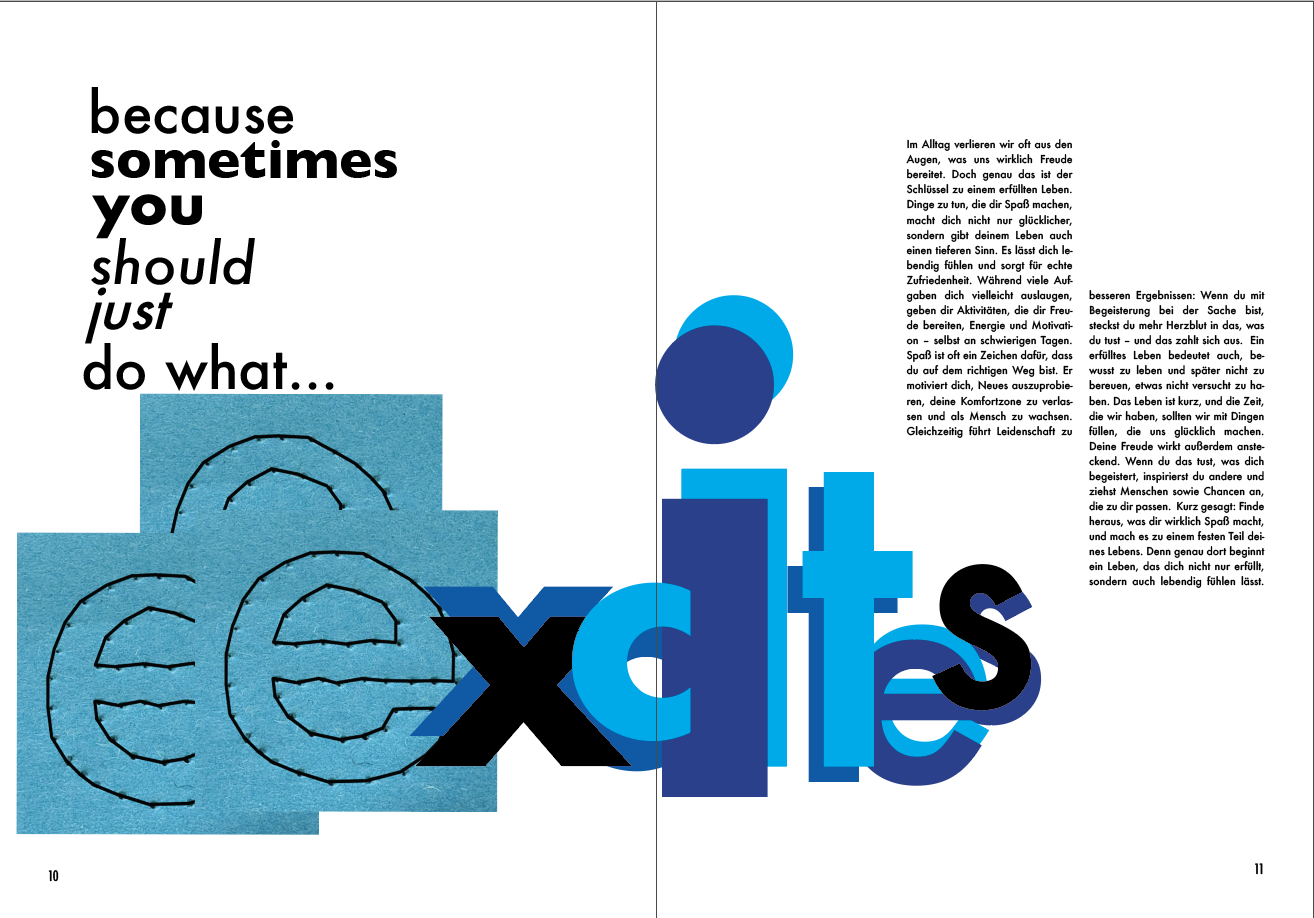 because
sometimes
you
should
just
do what...
excites
Im Alltag verlieren wir oft aus den
Augen, was uns wirklich Freude
bereitet. Doch genau das ist der
Schlüssel zu einem erfüllten Leben.
Dinge zu tun, die dir Spaß machen,
macht dich nicht nur glücklicher,
sondern gibt deinem Leben auch
einen tieferen Sinn. Es lässt dich le-
bendig fühlen und sorgt für echte
Zufriedenheit. Während viele Auf-
gaben dich vielleicht auslaugen,
geben dir Aktivitäten, die dir Freu-
de bereiten, Energie und Motivati-
on – selbst an schwierigen Tagen.
Spaß ist oft ein Zeichen dafür, dass
du auf dem richtigen Weg bist. Er
motiviert dich, Neues auszuprobie-
ren, deine Komfortzone zu verlas-
sen und als Mensch zu wachsen.
Gleichzeitig führt Leidenschaft zu
besseren Ergebnissen: Wenn du mit
Begeisterung bei der Sache bist,
steckst du mehr Herzblut in das, was
du tust – und das zahlt sich aus. Ein
erfülltes Leben bedeutet auch, be-
wusst zu leben und später nicht zu
bereuen, etwas nicht versucht zu ha-
ben. Das Leben ist kurz, und die Zeit,
die wir haben, sollten wir mit Dingen
füllen, die uns glücklich machen.
Deine Freude wirkt außerdem anste-
ckend. Wenn du das tust, was dich
begeistert, inspirierst du andere und
ziehst Menschen sowie Chancen an,
die zu dir passen. Kurz gesagt: Finde
heraus, was dir wirklich Spaß macht,
und mach es zu einem festen Teil dei-
nes Lebens. Denn genau dort beginnt
ein Leben, das dich nicht nur erfüllt,
sondern auch lebendig fühlen lässt.
10
11